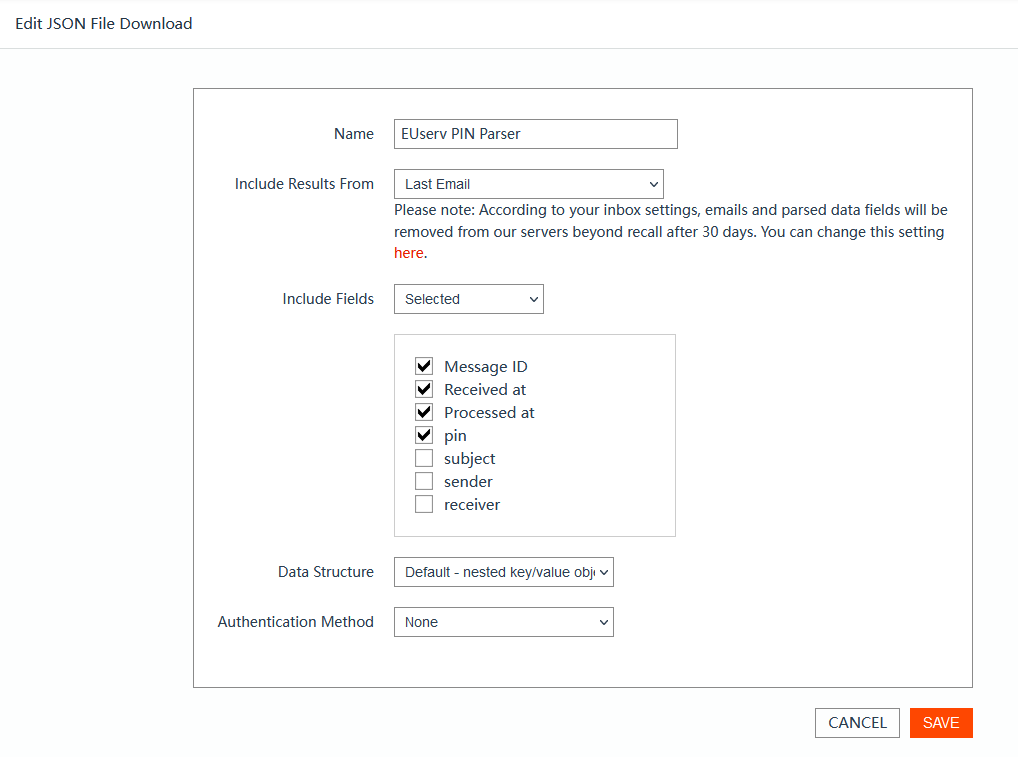 Edit JSON File Download
Name
EUserv PIN Parser
Include Results From
Last Email
Please note: According to your inbox settings, emails and parsed data fields will be
removed from our servers beyond recall after 30 days. You can change this setting
here.
Include Fields
Selected
Message ID
Received at
Processed at
pin
subject
sender
receiver
Data Structure
Default - nested key/value obj
Authentication Method
None
CANCEL
SAVE